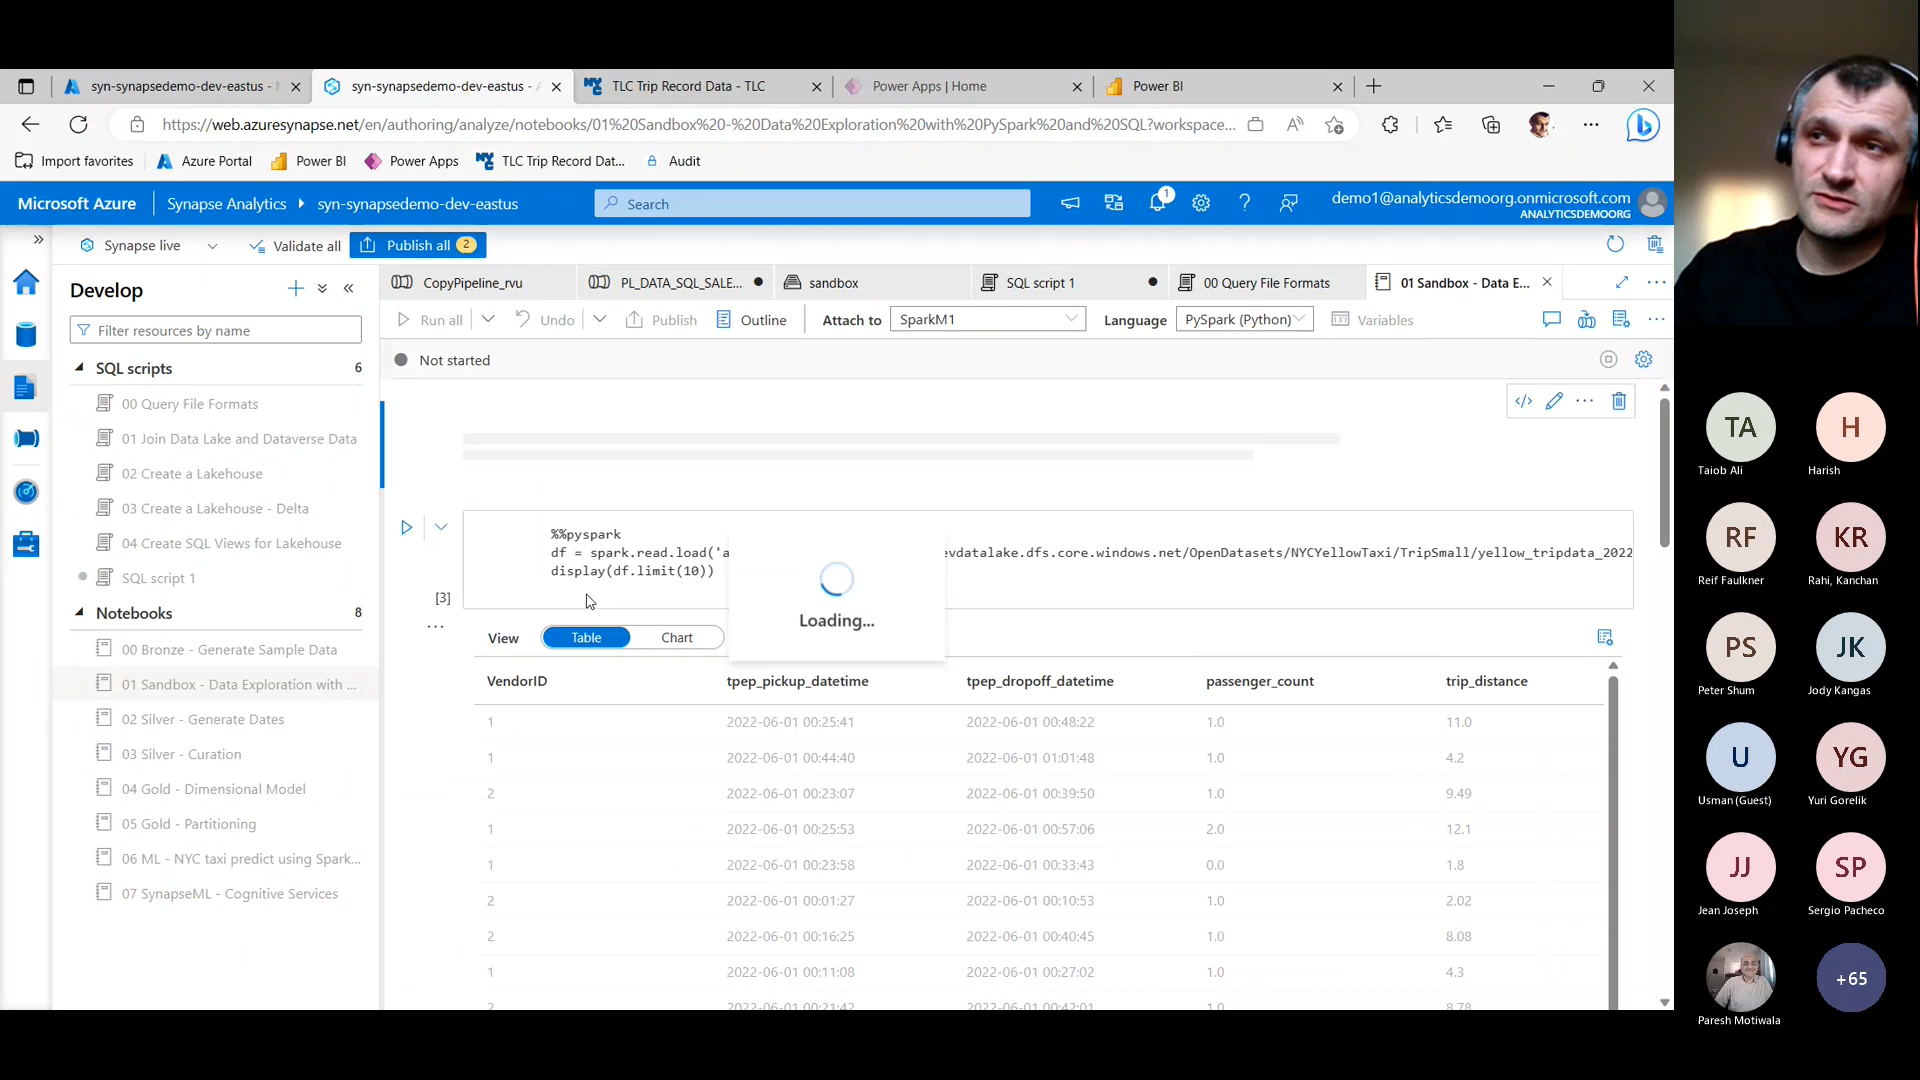 syn-synapsedemo-dev-eastus -
syn-synapsedemo-dev-eastus -
TLC Trip Record Data - TLC
Power Apps | Home
Power BI
https://web.azuresynapse.net/en/authoring/analyze/notebooks/01%20Sandbox%20-%20Data%20Exploration%20with%20PySpark%20and%20SQL?workspace...
Import favorites
Azure Portal
Power BI
Power Apps
TLC Trip Record Dat...
Audit
Microsoft Azure
Synapse Analytics
syn-synapsedemo-dev-eastus
Search
1
demo1@analyticsdemoorg.onmicrosoft.com
ANALYTICSDEMOORG
Synapse live
Validate all
Publish all 2
Develop
Filter resources by name
SQL scripts 6
00 Query File Formats
01 Join Data Lake and Dataverse Data
02 Create a Lakehouse
03 Create a Lakehouse - Delta
04 Create SQL Views for Lakehouse
SQL script 1
Notebooks 8
00 Bronze - Generate Sample Data
01 Sandbox - Data Exploration with ...
02 Silver - Generate Dates
03 Silver - Curation
04 Gold - Dimensional Model
05 Gold - Partitioning
06 ML - NYC taxi predict using Spark...
07 SynapseML - Cognitive Services
CopyPipeline_rvu
PL_DATA_SQL_SALE...
sandbox
SQL script 1
00 Query File Formats
01 Sandbox - Data E...
Run all
Undo
Publish
Outline
Attach to
SparkM1
Language
PySpark (Python)
Variables
Not started
%%pyspark
df = spark.read.load('a
evdatalake.dfs.core.windows.net/OpenDatasets/NYCYellowTaxi/TripSmall/yellow_tripdata_2022
display(df.limit(10))
[3]
Loading...
View
Table
Chart
VendorID tpep_pickup_datetime tpep_dropoff_datetime passenger_count trip_distance
1 2022-06-01 00:25:41 2022-06-01 00:48:22 1.0 11.0
1 2022-06-01 00:44:40 2022-06-01 01:01:48 1.0 4.2
2 2022-06-01 00:23:07 2022-06-01 00:39:50 1.0 9.49
1 2022-06-01 00:25:53 2022-06-01 00:57:06 2.0 12.1
1 2022-06-01 00:23:58 2022-06-01 00:33:43 0.0 1.8
2 2022-06-01 00:01:27 2022-06-01 00:10:53 1.0 2.02
2 2022-06-01 00:16:25 2022-06-01 00:40:45 1.0 8.08
1 2022-06-01 00:11:08 2022-06-01 00:27:02 1.0 4.3
2 2022-06-01 00:21:42 2022-06-01 00:42:01 1.0 8.78
TA
Taiob Ali
H
Harish
RF
Reif Faulkner
KR
Rahi, Kanchan
PS
Peter Shum
JK
Jody Kangas
U
Usman (Guest)
YG
Yuri Gorelik
JJ
Jean Joseph
SP
Sergio Pacheco
Paresh Motiwala
+65